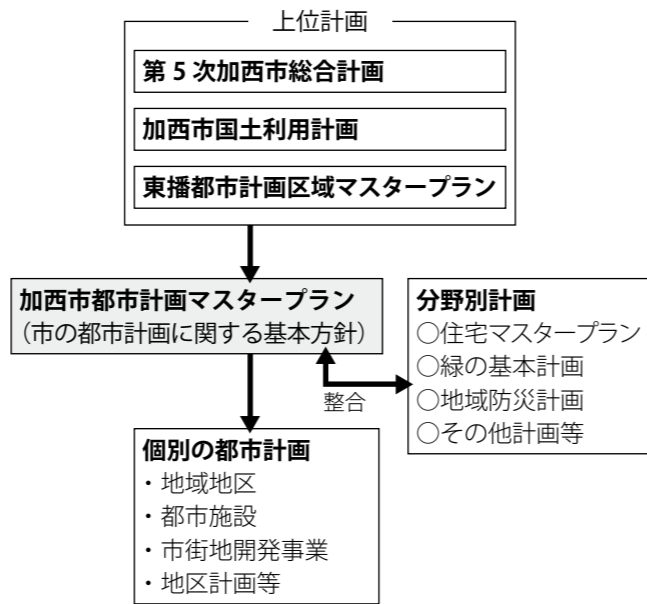 上位計画
第5次加西市総合計画
加西市国土利用計画
東播都市計画区域マスタープラン
加西市都市計画マスタープラン
（市の都市計画に関する基本方針）
分野別計画
○住宅マスタープラン
○緑の基本計画
○地域防災計画
○その他計画等
整合
個別の都市計画
・地域地区
・都市施設
・市街地開発事業
・地区計画等